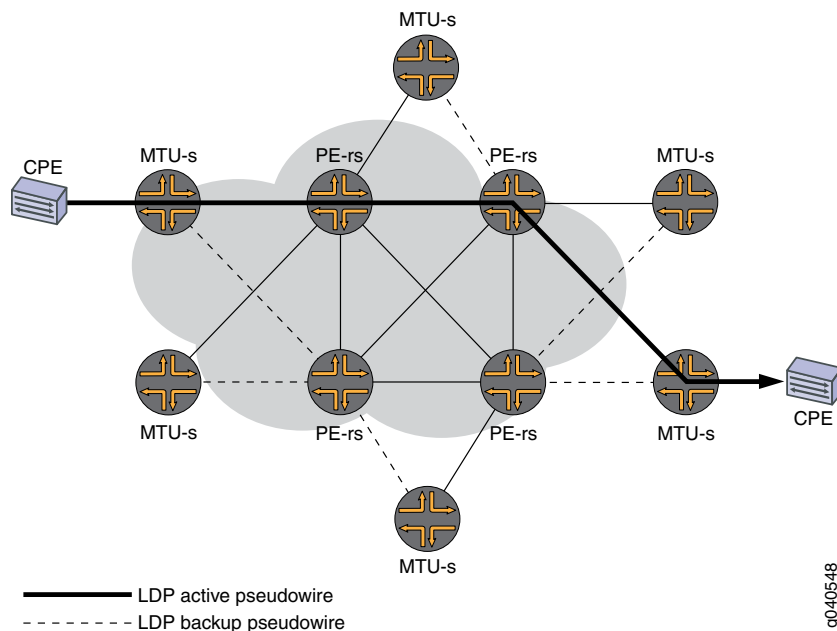 MTU-s
CPE
MTU-s
PE-rs
PE-rs
MTU-s
MTU-s
PE-rs
PE-rs
MTU-s
CPE
MTU-s
LDP active pseudowire
LDP backup pseudowire
g040548